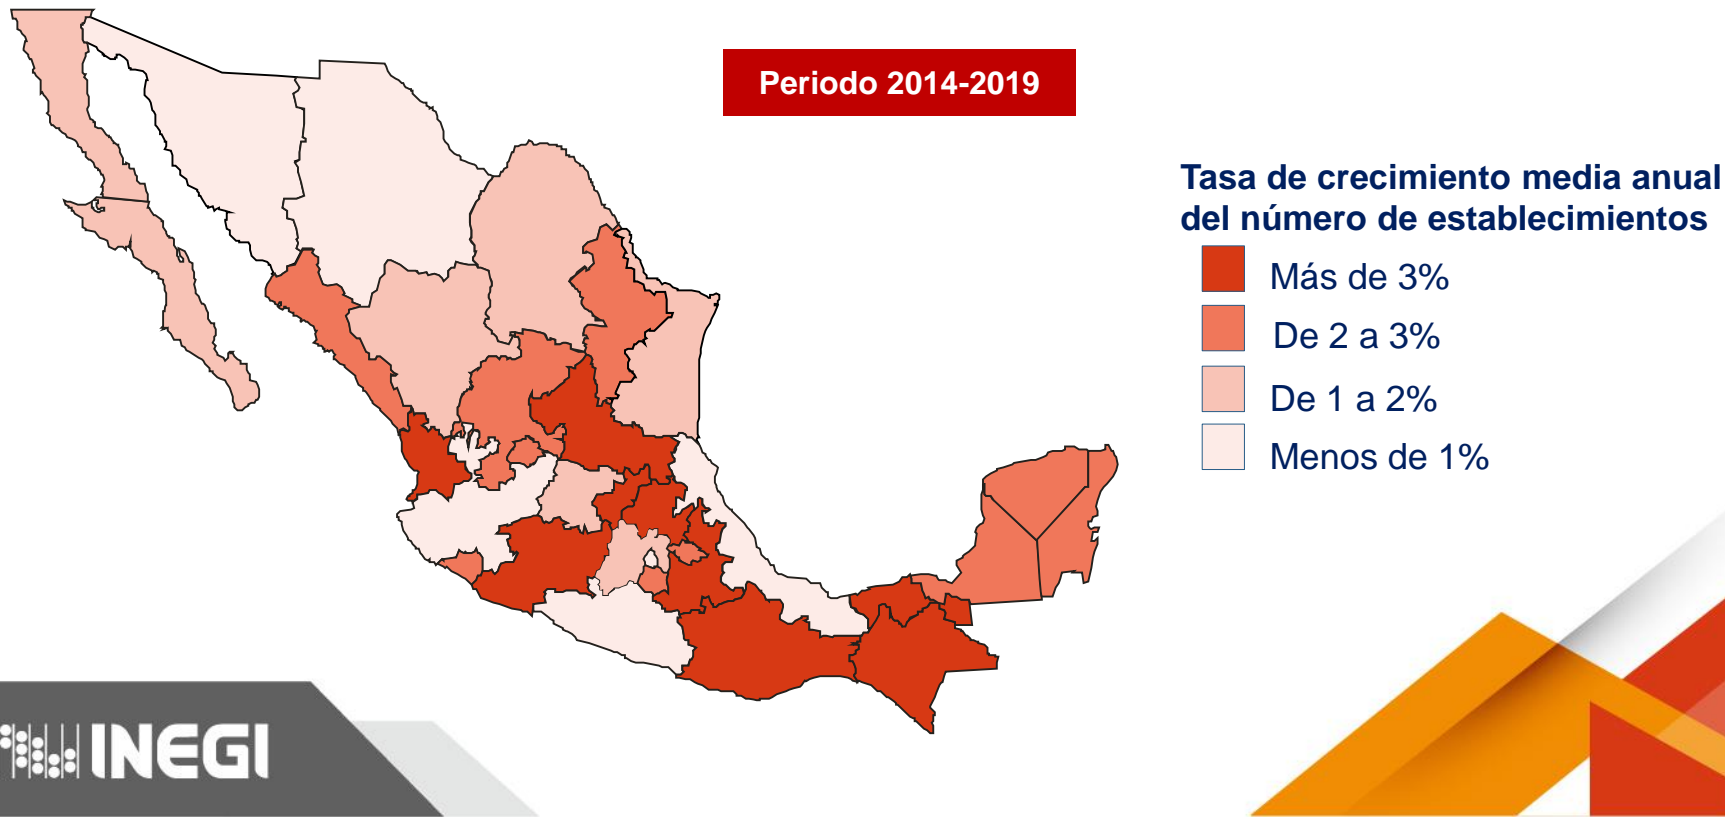 Periodo 2014-2019
Tasa de crecimiento media anual
del número de establecimientos
Más de 3%
De 2 a 3%
De 1 a 2%
Menos de 1%
INEGI